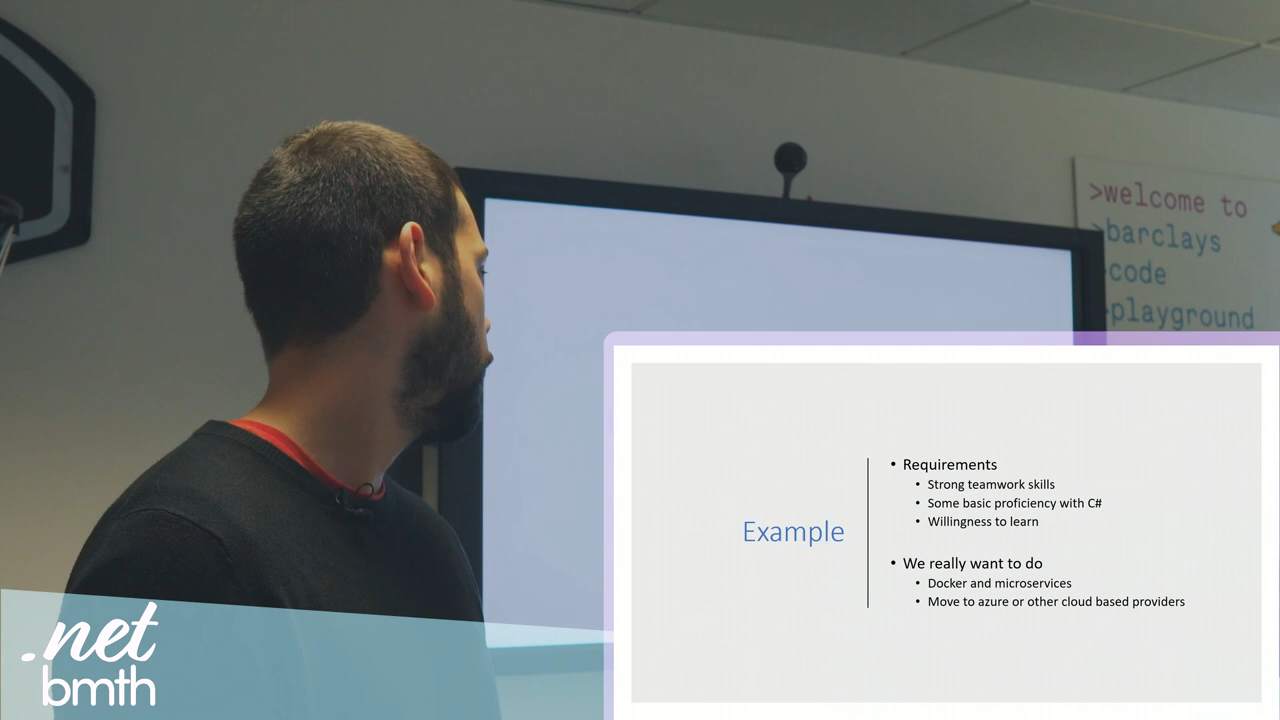 >welcome to
>barclays
>code
>playground
Example
• Requirements
• Strong teamwork skills
• Some basic proficiency with C#
• Willingness to learn
• We really want to do
• Docker and microservices
• Move to azure or other cloud based providers
.net
bmth